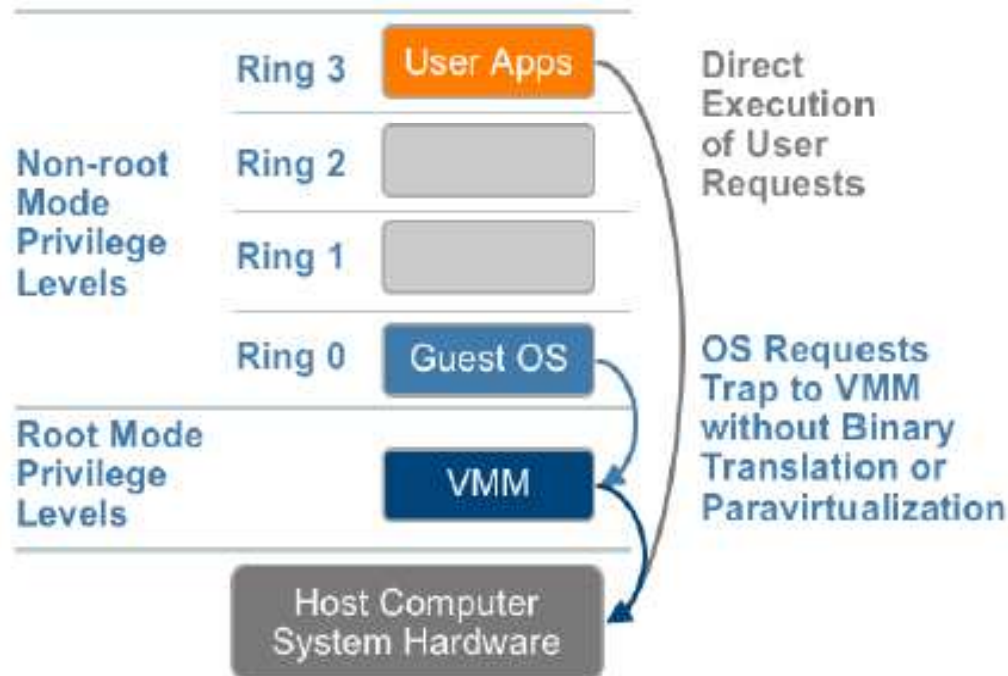 Ring 3
User Apps
Direct
Execution
of User
Requests
Non-root
Mode
Privilege
Levels
Ring 2
Ring 1
Ring 0
Guest OS
OS Requests
Trap to VMM
without Binary
Translation or
Paravirtualization
Root Mode
Privilege
Levels
VMM
Host Computer
System Hardware